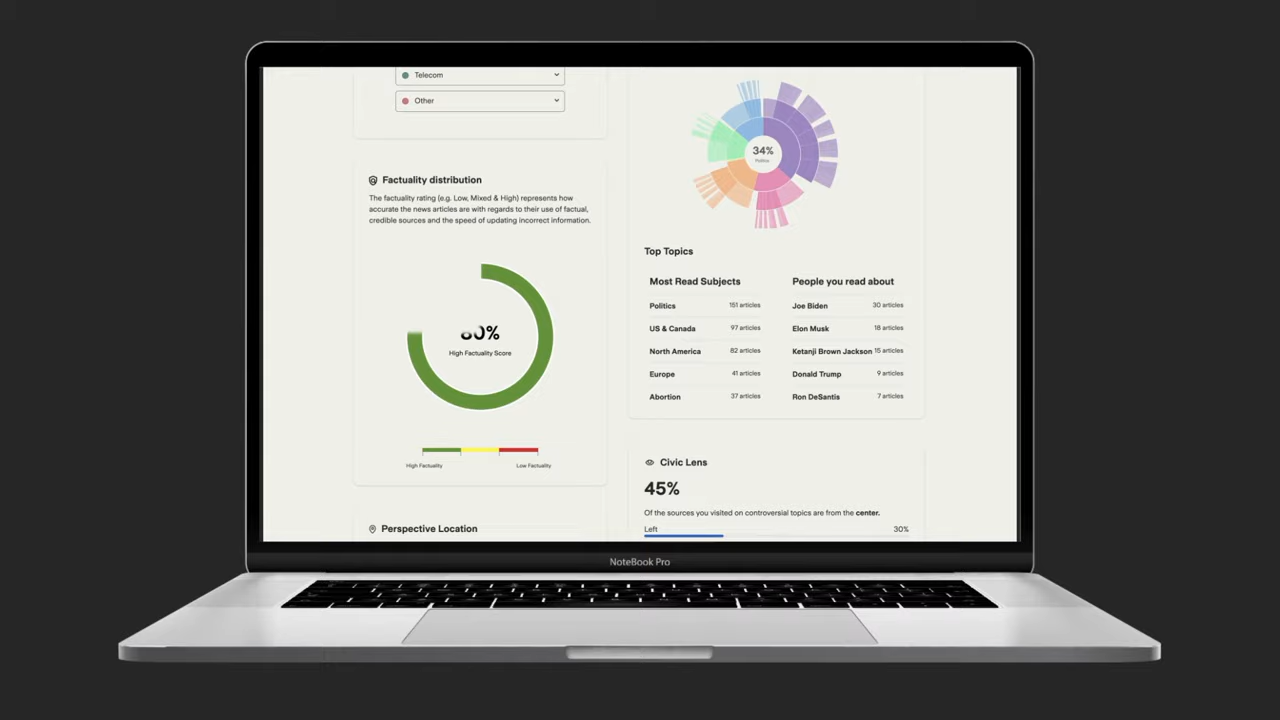 Telecom
Other
Factuality distribution
The factuality rating (e.g. Low, Mixed & High) represents how
accurate the news articles are with regards to their use of factual,
credible sources and the speed of updating incorrect information.
High Factuality Score
High Factuality
Low Factuality
Perspective Location
34%
Politics
Top Topics
Most Read Subjects
Politics 151 articles
US & Canada 97 articles
North America 82 articles
Europe 41 articles
Abortion 37 articles
People you read about
Joe Biden 30 articles
Elon Musk 18 articles
Ketanji Brown Jackson 15 articles
Donald Trump 9 articles
Ron DeSantis 7 articles
Civic Lens
45%
Of the sources you visited on controversial topics are from the center.
Left 30%
NoteBook Pro